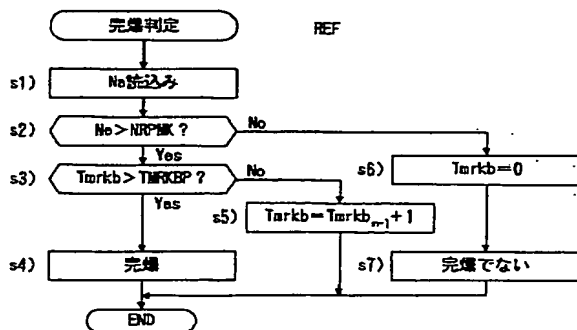 完爆判定
REF
s1)
Ne読込み
s2)
Ne>NRPMK?
No
Yes
s3)
Tmrkb>TMRKBP?
No
Yes
s6)
Tmrkb=0
s5)
Tmrkb=Tmrkbn-1+1
s4)
完爆
s7)
完爆でない
END